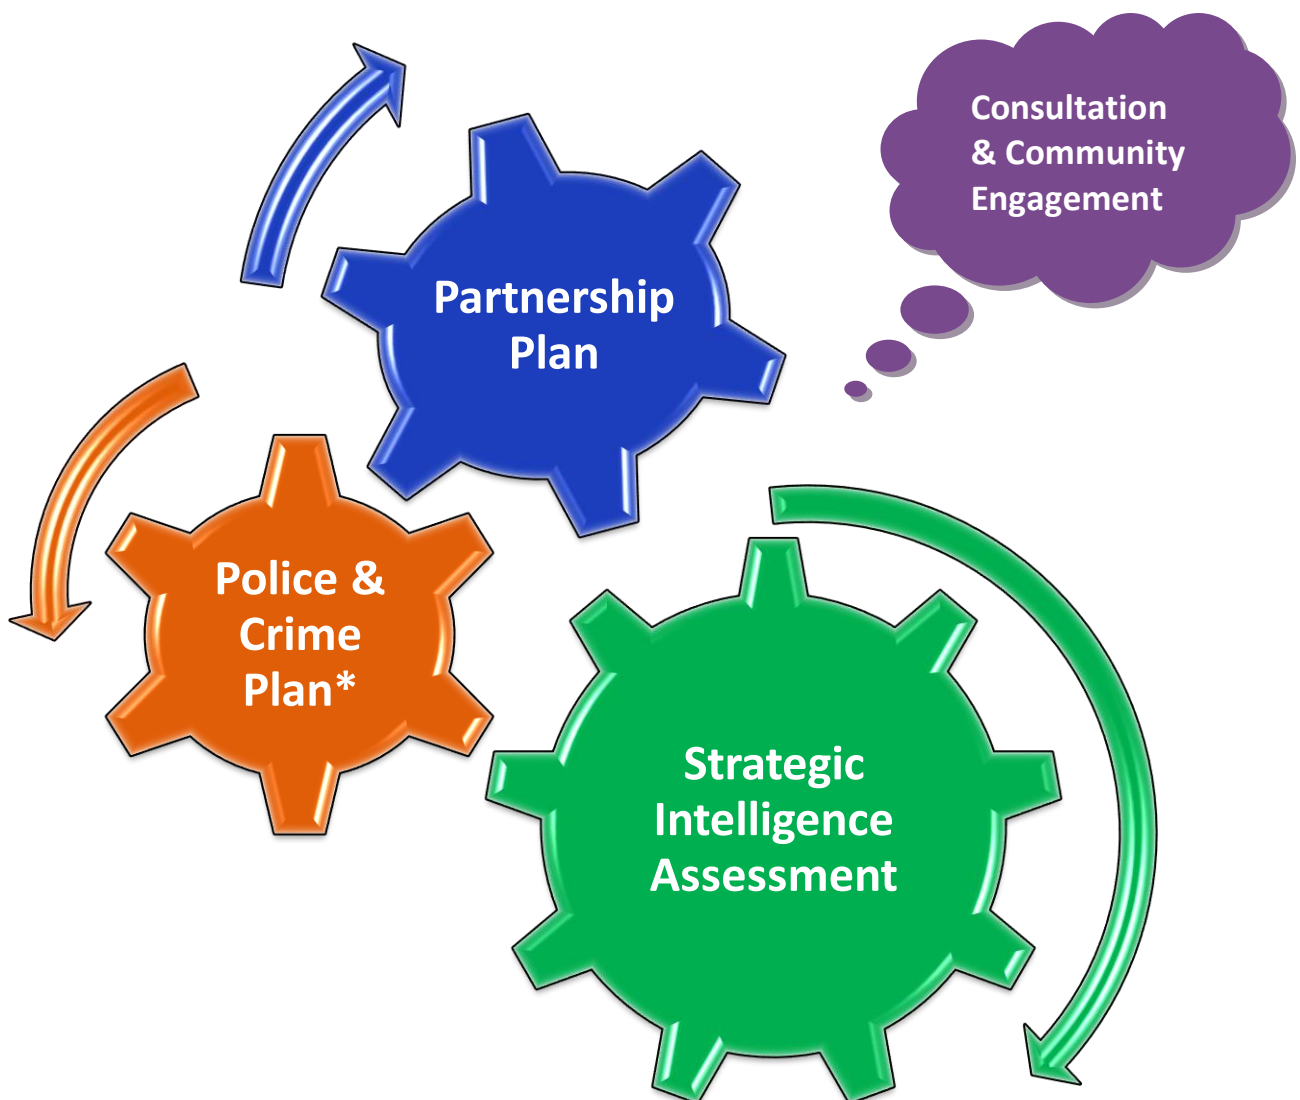 Consultation
& Community
Engagement
Partnership
Plan
Police &
Crime
Plan*
Strategic
Intelligence
Assessment